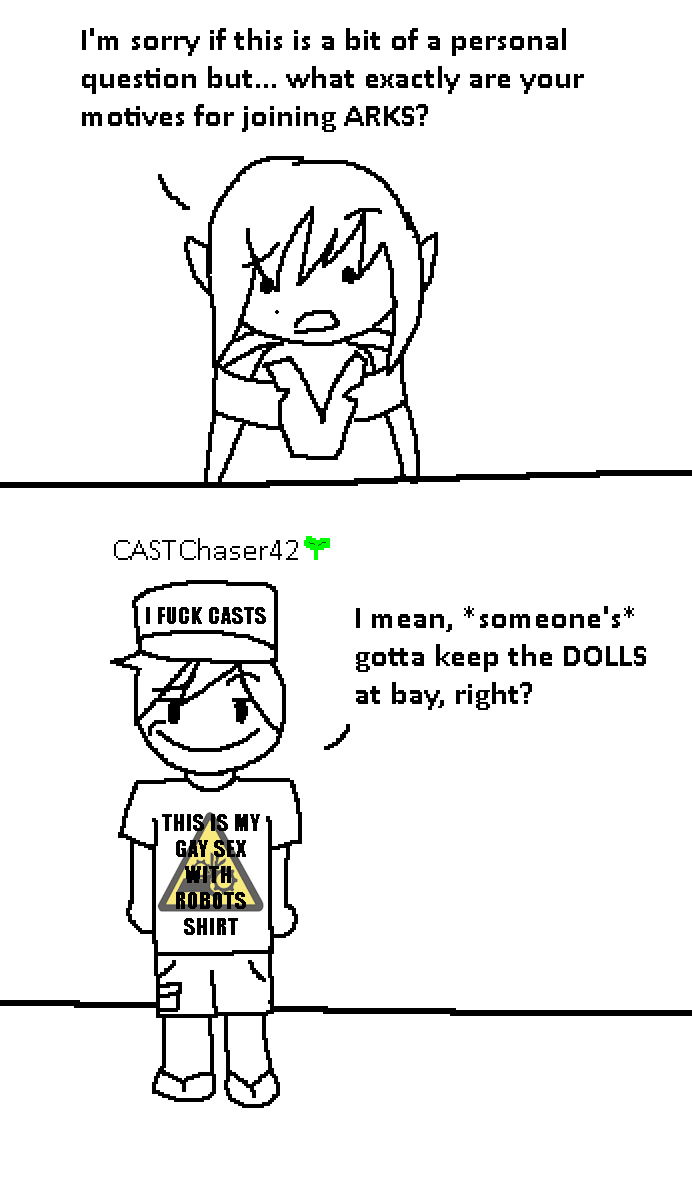 I'm sorry if this is a bit of a personal
question but... what exactly are your
motives for joining ARKS?
CASTChaser42
I FUCK CASTS
I mean, *someone's*
gotta keep the DOLLS
at bay, right?
THIS IS MY
GAY SEX
WITH
ROBOTS
SHIRT